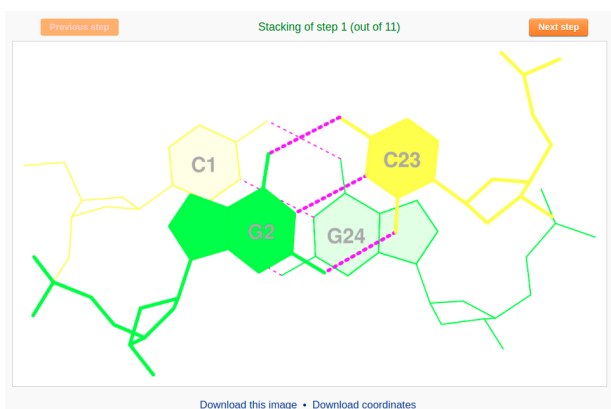 Previous step
Stacking of step 1 (out of 11)
Next step
C1
C23
G2
G24
Download this image • Download coordinates